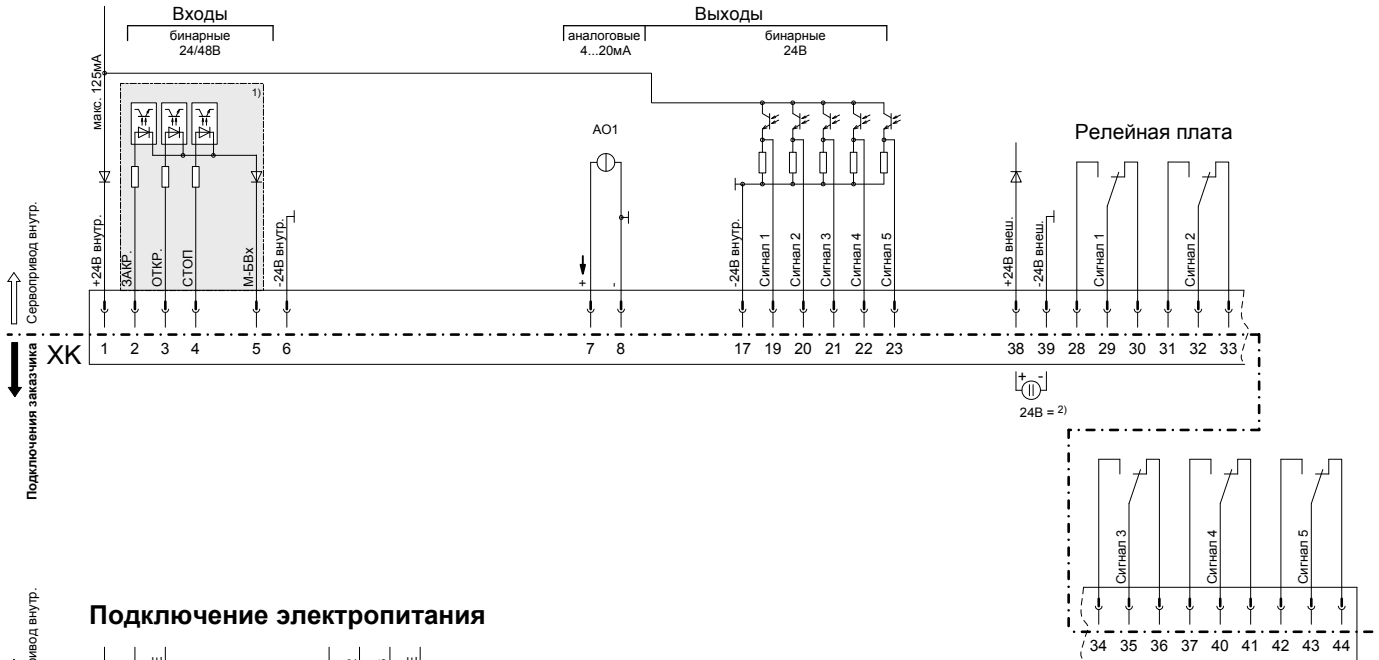 Входы
бинарные
24/48В
Выходы
аналоговые
4...20мА
бинарные
24В
макс. 125мА
1)
АО1
Релейная плата
+24В внутр.
ЗАКР.
ОТКР.
СТОП
М-БВх
-24В внутр.
+
-
-24В внутр.
Сигнал 1
Сигнал 2
Сигнал 3
Сигнал 4
Сигнал 5
+24В внеш.
-24В внеш.
Сигнал 1
Сигнал 2
Сервопривод внутр.
Подключения заказчика
XK 1 2 3 4 5 6 7 8 17 19 20 21 22 23 38 39 28 29 30 31 32 33
+ -
24В = 2)
Сигнал 3
Сигнал 4
Сигнал 5
34 35 36 37 40 41 42 43 44
Подключение электропитания